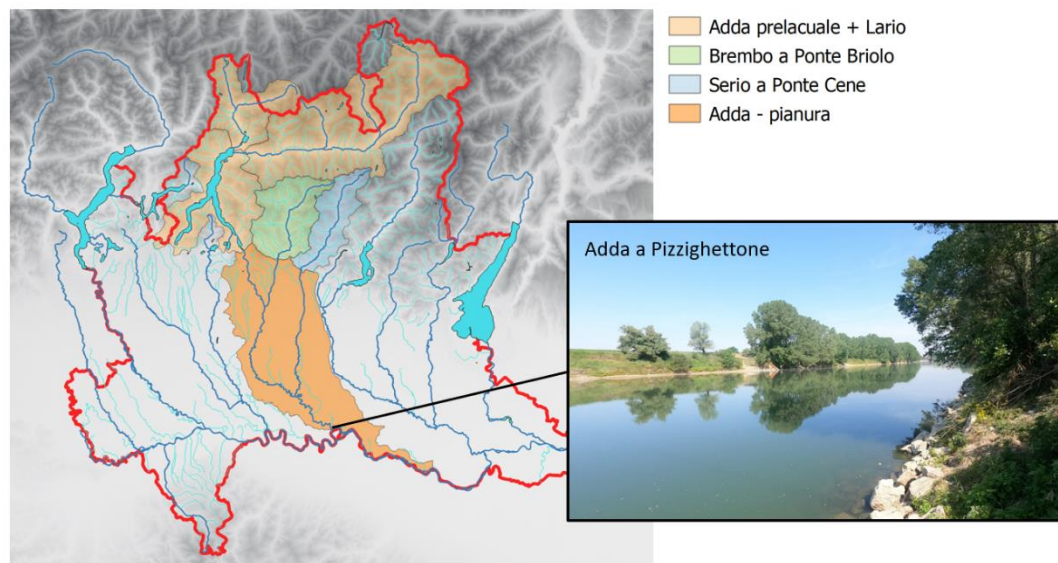 Adda prelacuale + Lario
Brembo a Ponte Briolo
Serio a Ponte Cene
Adda - pianura
Adda a Pizzighettone